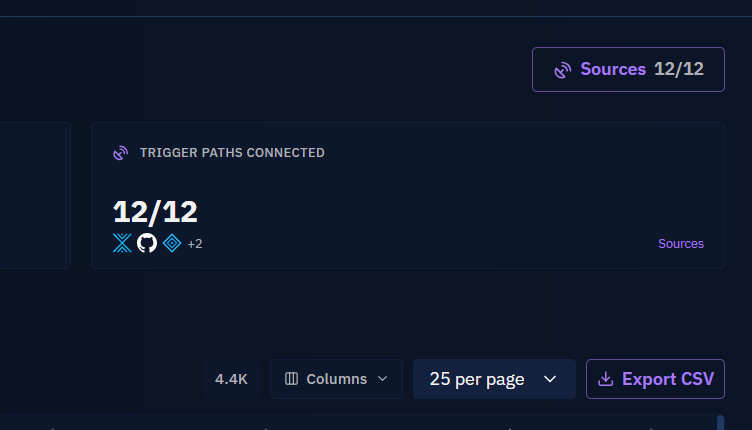 Sources 12/12
TRIGGER PATHS CONNECTED
12/12
+2
Sources
4.4K
Columns
25 per page
Export CSV